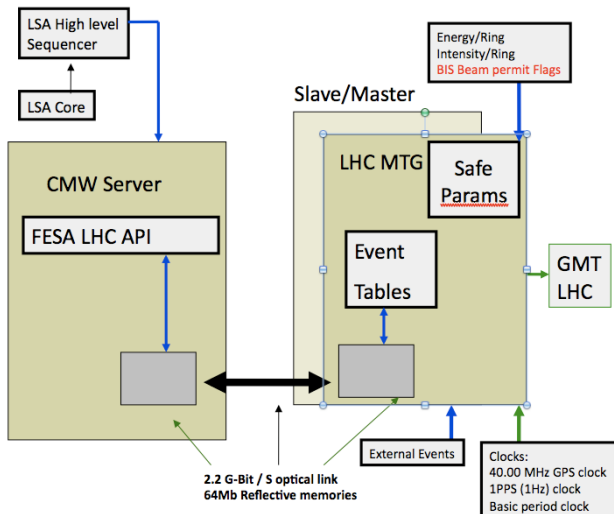 LSA High level
Sequencer
LSA Core
Energy/Ring
Intensity/Ring
BIS Beam permit Flags
Slave/Master
CMW Server
FESA LHC API
LHC MTG
Safe
Params
Event
Tables
GMT
LHC
2.2 G-Bit / S optical link
64Mb Reflective memories
External Events
Clocks:
40.00 MHz GPS clock
1PPS (1Hz) clock
Basic period clock